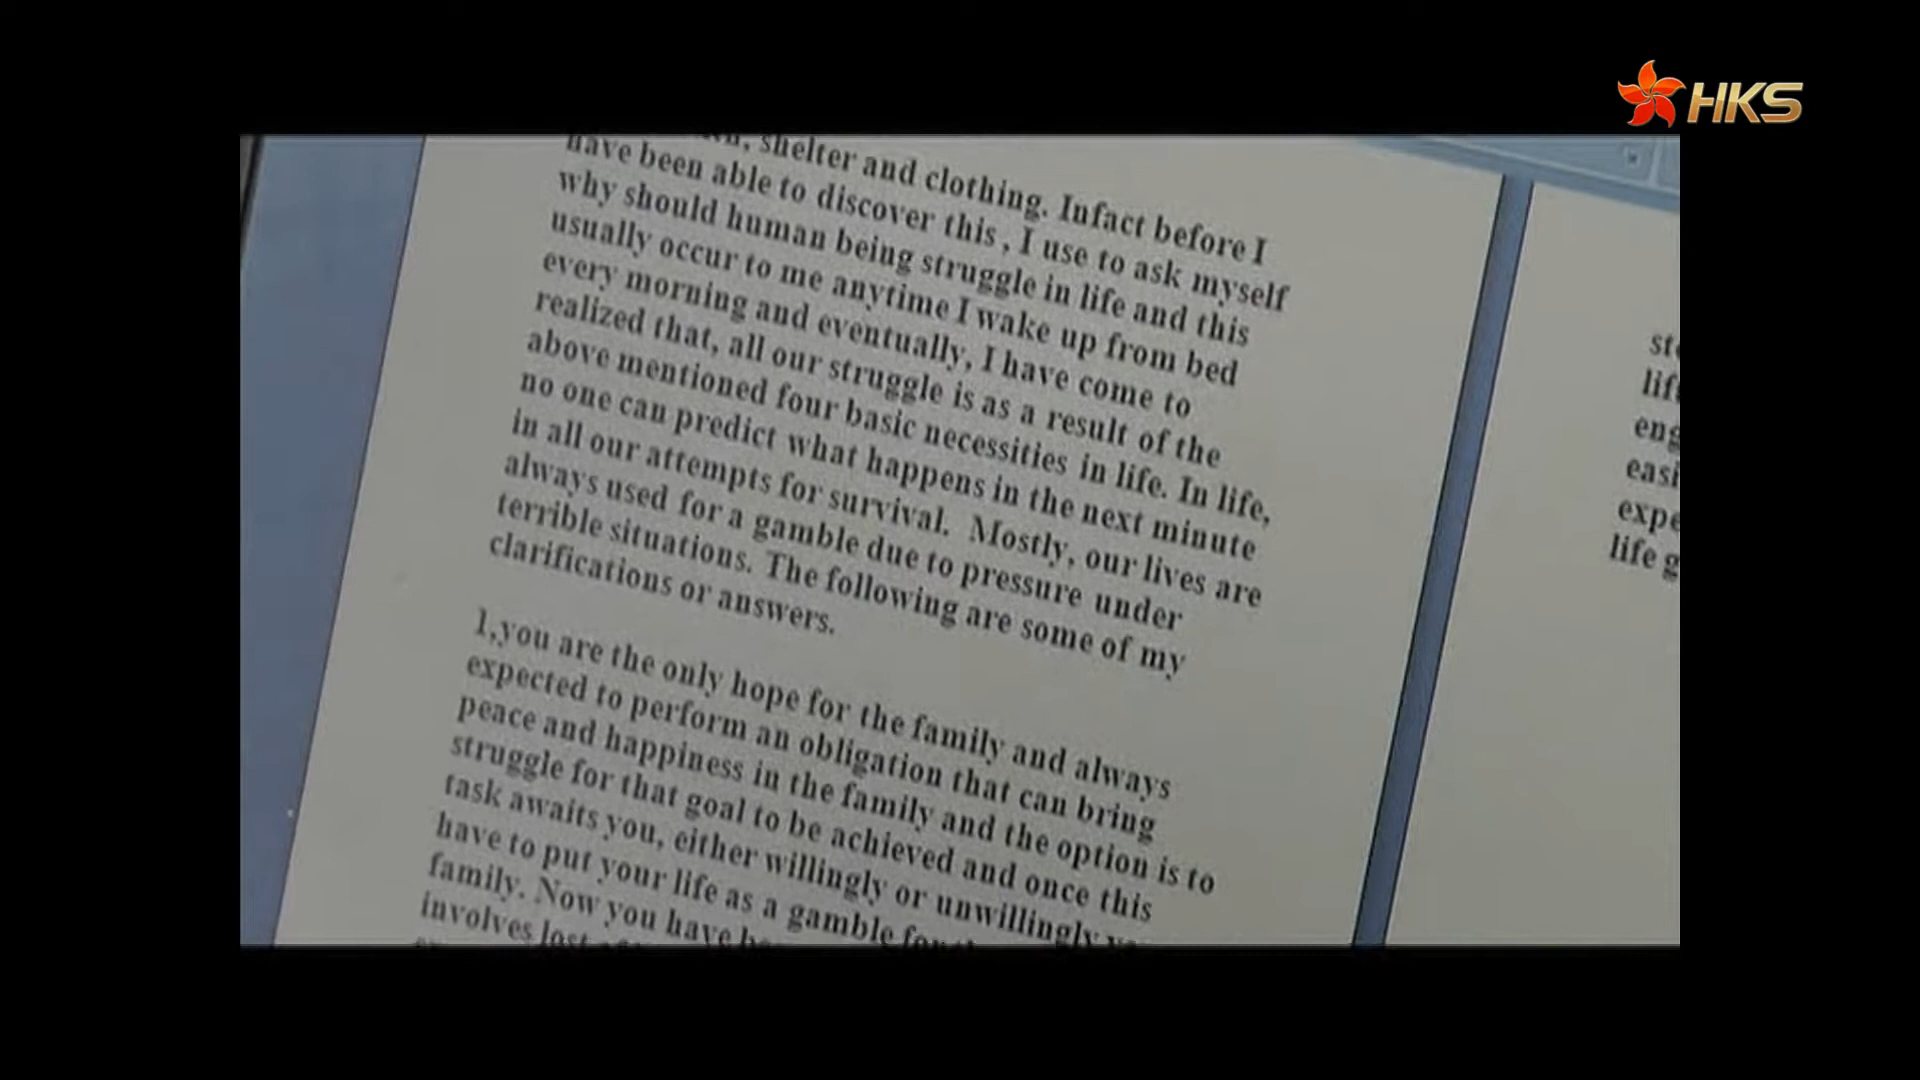 HKS
shelter and clothing. Infact before I
have been able to discover this , I use to ask myself
why should human being struggle in life and this
usually occur to me anytime I wake up from bed
every morning and eventually, I have come to
realized that, all our struggle is as a result of the
above mentioned four basic necessities in life. In life,
no one can predict what happens in the next minute
in all our attempts for survival. Mostly, our lives are
always used for a gamble due to pressure under
terrible situations. The following are some of my
clarifications or answers.
1,you are the only hope for the family and always
expected to perform an obligation that can bring
peace and happiness in the family and the option is to
struggle for that goal to be achieved and once this
task awaits you, either willingly or unwillingly
have to put your life as a gamble for
family. Now you have
involves lost
life g